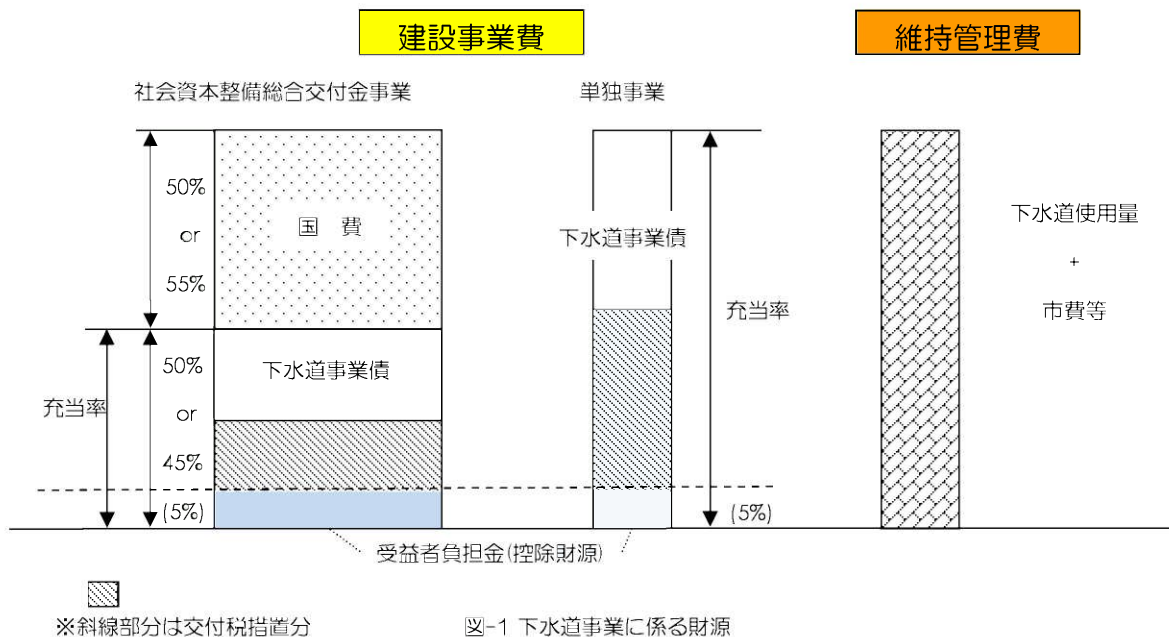 建設事業費
維持管理費
社会資本整備総合交付金事業
単独事業
50%
or
55%
国 費
下水道事業債
充当率
50%
or
45%
(5%)
下水道事業債
充当率
(5%)
下水道使用量
+
市費等
受益者負担金(控除財源)
※斜線部分は交付税措置分
図-1 下水道事業に係る財源